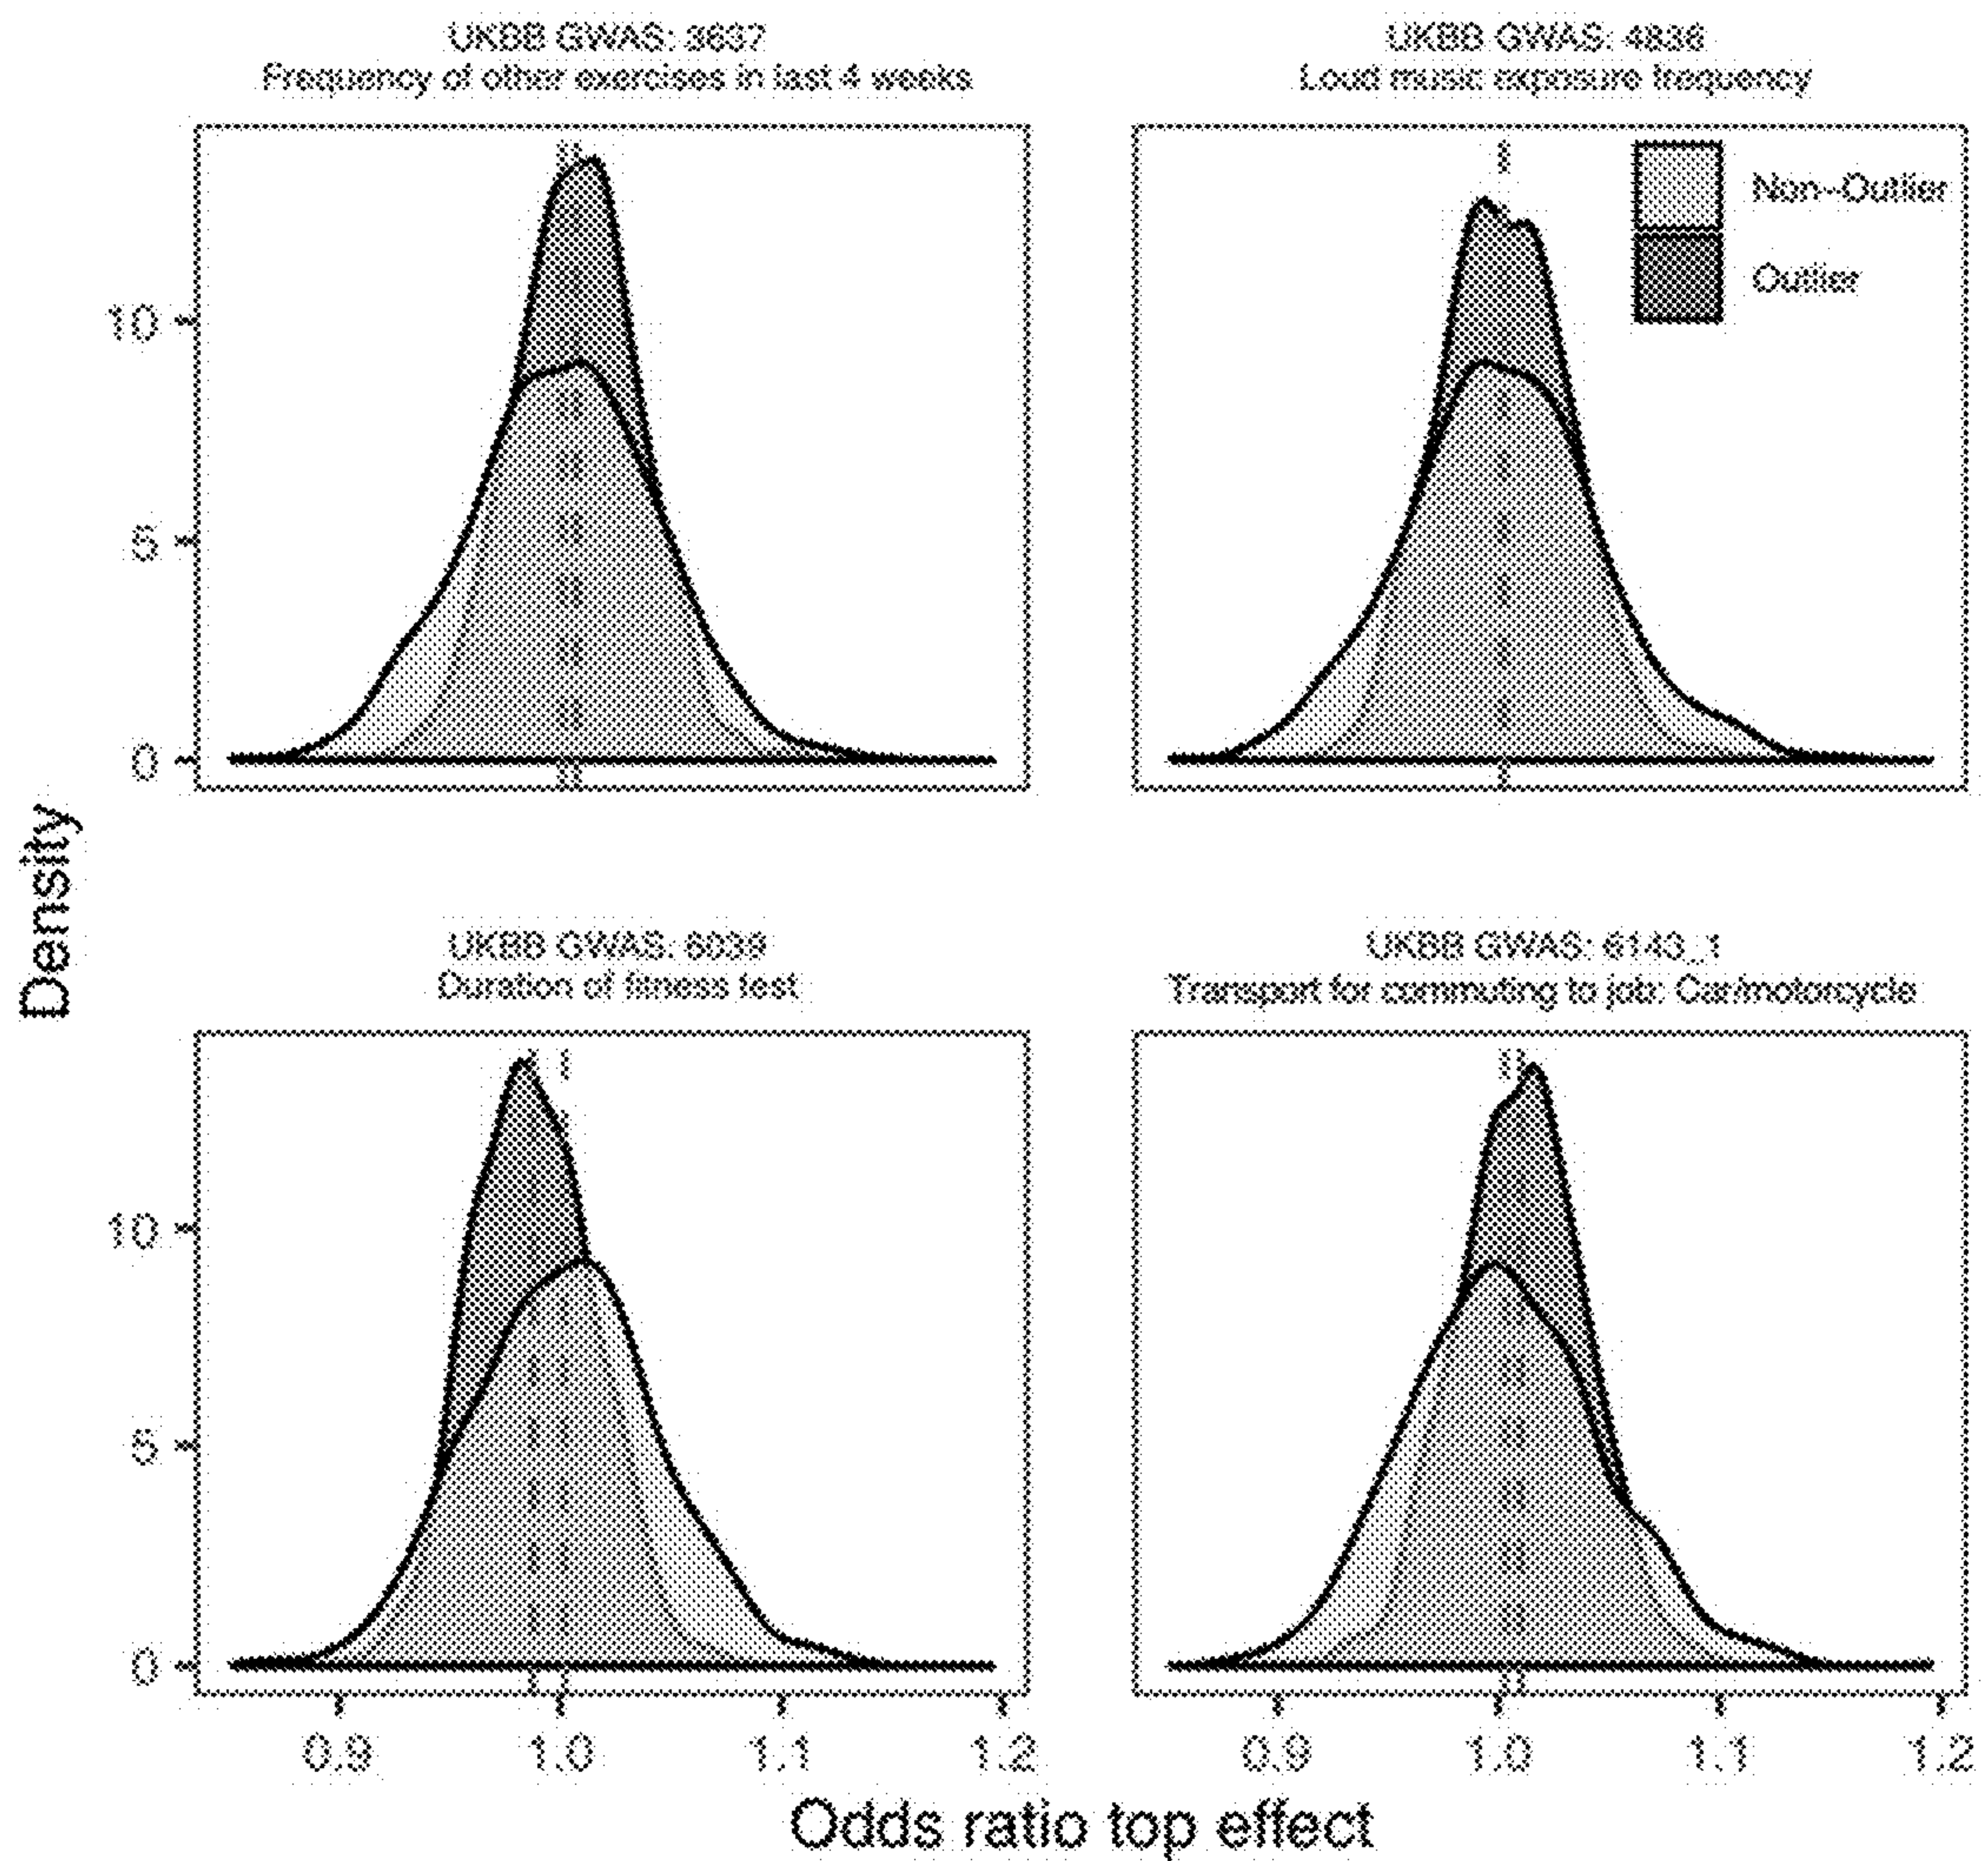 UKBB GWAS: 3637
Frequency of other exercises in last 4 weeks
UKBB GWAS: 4836
Loud music exposure frequency
Non-Outlier
Outlier
10
5
0
Density
UKBB GWAS: 6039
Duration of fitness test
UKBB GWAS: 6143_1
Transport for commuting to job: Car/motorcycle
10
5
0
0.9 1.0 1.1 1.2
0.9 1.0 1.1 1.2
Odds ratio top effect